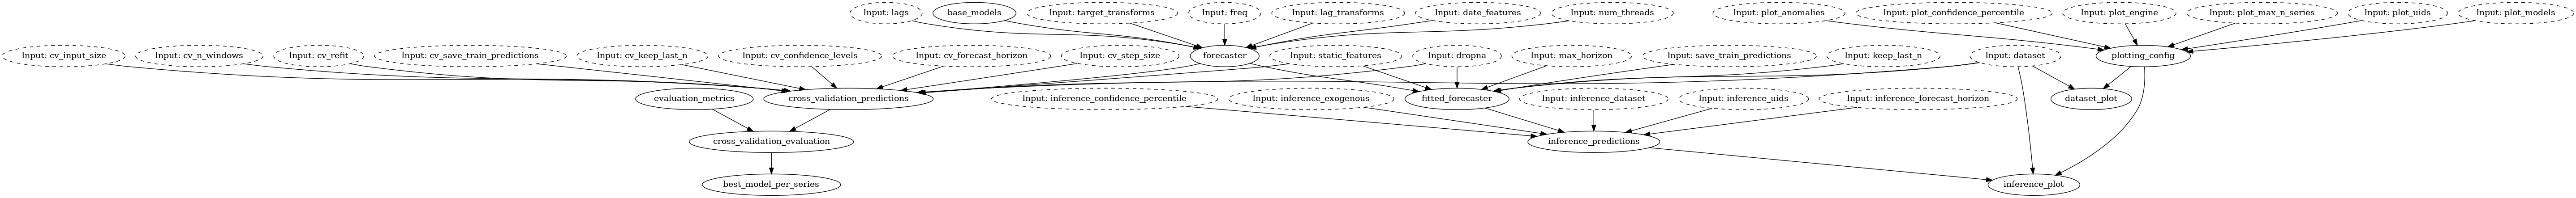 Input: lags
base_models
Input: target_transforms
Input: freq
Input: lag_transforms
Input: date_features
Input: num_threads
Input: plot_anomalies
Input: plot_confidence_percentile
Input: plot_engine
Input: plot_max_n_series
Input: plot_uids
Input: plot_models
Input: cv_input_size
Input: cv_n_windows
Input: cv_refit
Input: cv_save_train_predictions
Input: cv_keep_last_n
Input: cv_confidence_levels
Input: cv_forecast_horizon
Input: cv_step_size
forecaster
Input: static_features
Input: dropna
Input: max_horizon
Input: save_train_predictions
Input: keep_last_n
Input: dataset
plotting_config
evaluation_metrics
cross_validation_predictions
Input: inference_confidence_percentile
Input: inference_exogenous
fitted_forecaster
Input: inference_dataset
Input: inference_uids
Input: inference_forecast_horizon
dataset_plot
cross_validation_evaluation
inference_predictions
best_model_per_series
inference_plot